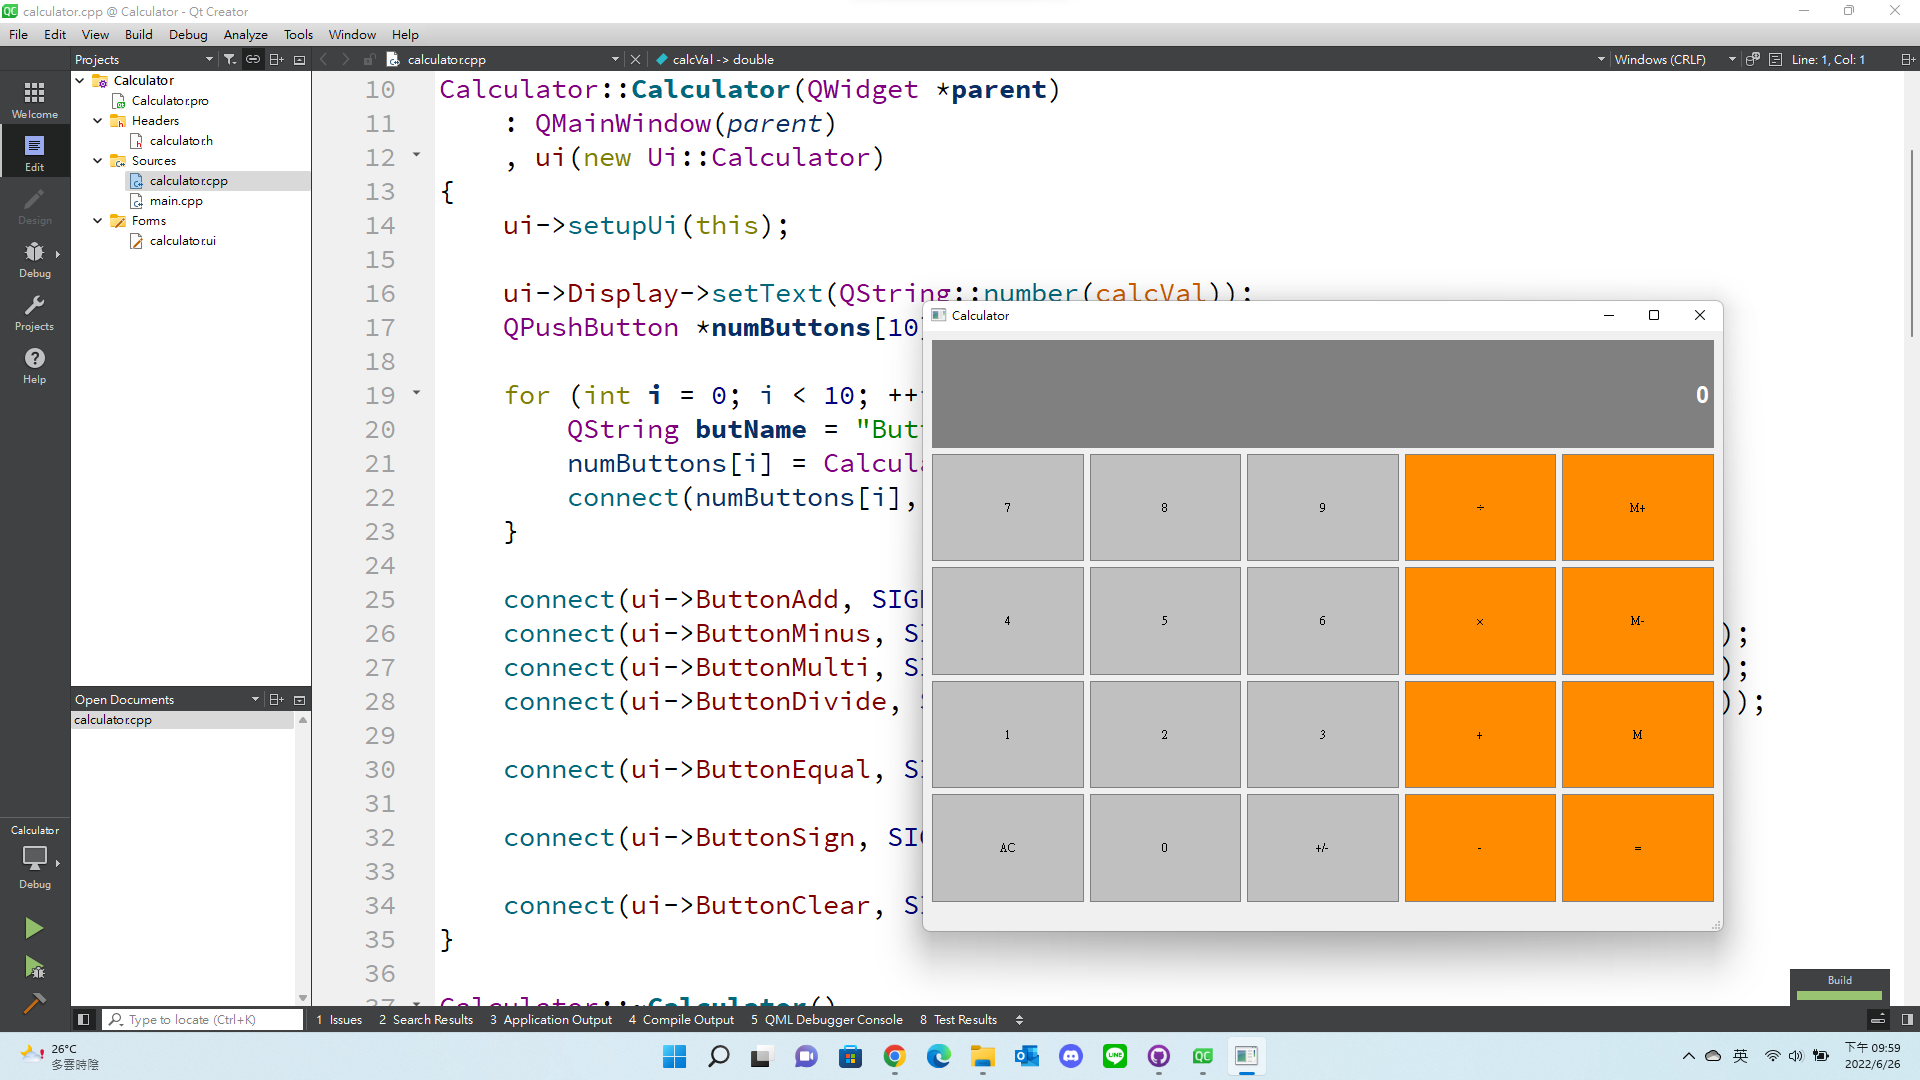 calculator.cpp @ Calculator - Qt Creator
File Edit View Build Debug Analyze Tools Window Help
Projects
calculator.cpp
calcVal -> double
Windows (CRLF)
Line: 1, Col: 1
Welcome
Edit
Design
Debug
Projects
Help
Calculator
Calculator.pro
Headers
calculator.h
Sources
calculator.cpp
main.cpp
Forms
calculator.ui
Open Documents
calculator.cpp
Calculator
Debug
10 Calculator::Calculator(QWidget *parent)
11 : QMainWindow(parent)
12 , ui(new Ui::Calculator)
13 {
14 ui->setupUi(this);
15
16 ui->Display->setText(QString::number(calcVal));
17 QPushButton *numButtons[10]
18
19 for (int i = 0; i < 10; ++
20 QString butName = "But
21 numButtons[i] = Calcul
22 connect(numButtons[i],
23 }
24
25 connect(ui->ButtonAdd, SIG
26 connect(ui->ButtonMinus, S );
27 connect(ui->ButtonMulti, S );
28 connect(ui->ButtonDivide, ));
29
30 connect(ui->ButtonEqual, S
31
32 connect(ui->ButtonSign, SI
33
34 connect(ui->ButtonClear, S
35 }
36
37 Calculator::~Calculator()
Calculator
0
7 8 9 ÷ M+
4 5 6 × M-
1 2 3 + M
AC 0 +/- - =
Build
Type to locate (Ctrl+K)
1 Issues 2 Search Results 3 Application Output 4 Compile Output 5 QML Debugger Console 8 Test Results
26°C
多雲時陰
英
下午 09:59
2022/6/26